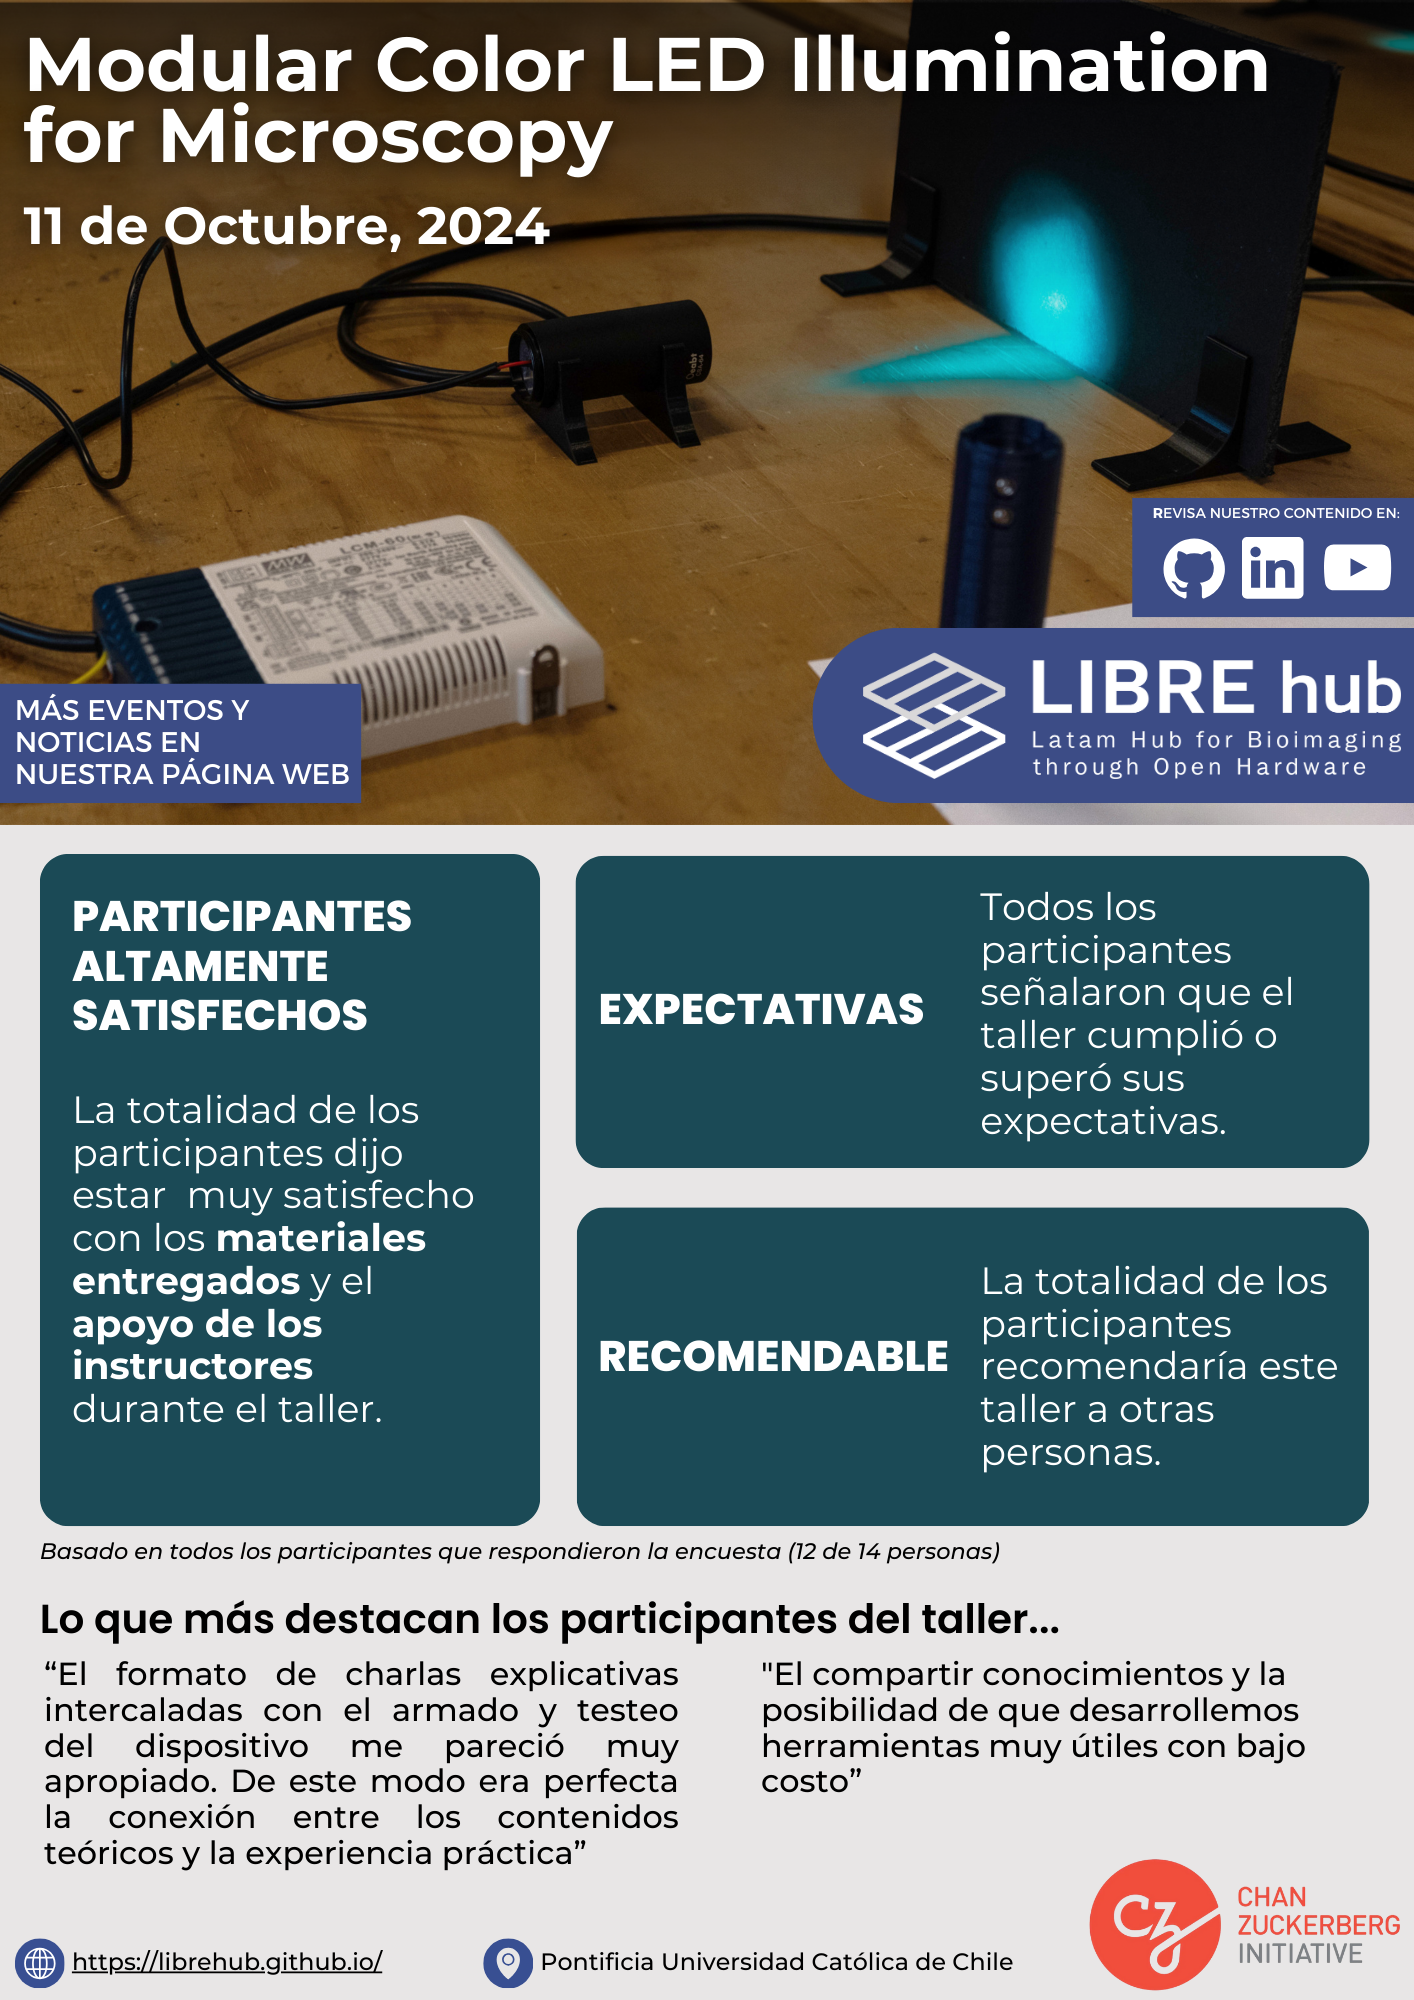 Modular Color LED Illumination
for Microscopy
11 de Octubre, 2024
LCM-60
REVISA NUESTRO CONTENIDO EN:
in
LIBRE hub
Latam Hub for Bioimaging
through Open Hardware
MÁS EVENTOS Y
NOTICIAS EN
NUESTRA PÁGINA WEB
PARTICIPANTES
ALTAMENTE
SATISFECHOS
La totalidad de los
participantes dijo
estar  muy satisfecho
con los materiales
entregados y el
apoyo de los
instructores
durante el taller.
EXPECTATIVAS
Todos los
participantes
señalaron que el
taller cumplió o
superó sus
expectativas.
RECOMENDABLE
La totalidad de los
participantes
recomendaría este
taller a otras
personas.
Basado en todos los participantes que respondieron la encuesta (12 de 14 personas)
Lo que más destacan los participantes del taller...
“El formato de charlas explicativas
intercaladas con el armado y testeo
del dispositivo me pareció muy
apropiado. De este modo era perfecta
la conexión entre los contenidos
teóricos y la experiencia práctica”
"El compartir conocimientos y la
posibilidad de que desarrollemos
herramientas muy útiles con bajo
costo”
https://librehub.github.io/
Pontificia Universidad Católica de Chile
CZ
CHAN
ZUCKERBERG
INITIATIVE